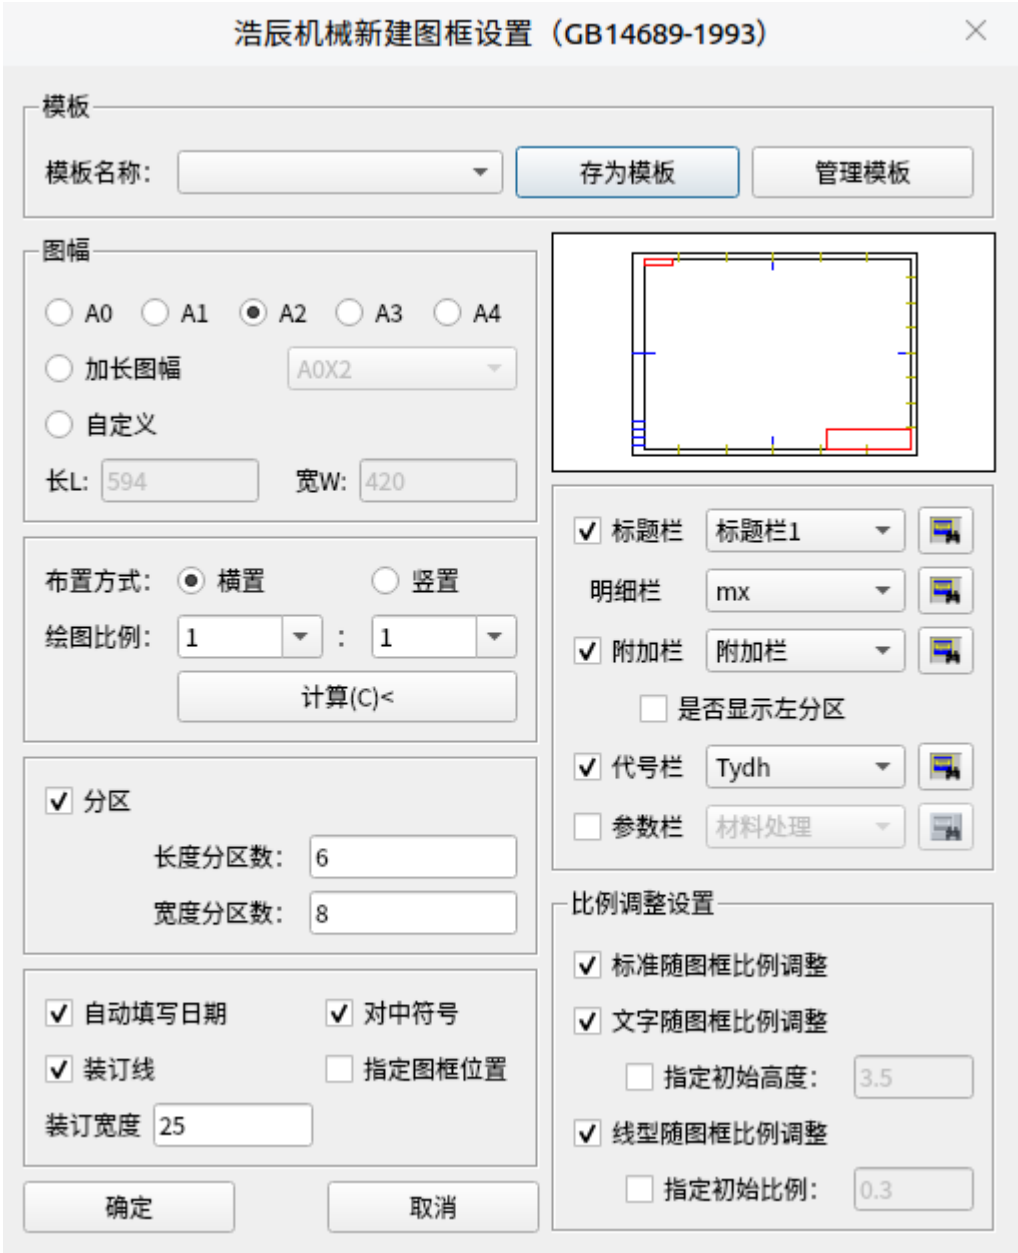 浩辰机械新建图框设置（GB14689-1993）
模板
模板名称：
存为模板
管理模板
图幅
A0 A1 A2 A3 A4
加长图幅 A0X2
自定义
长L: 594 宽W: 420
布置方式： 横置 竖置
绘图比例： 1 : 1
计算(C)<
分区
长度分区数： 6
宽度分区数： 8
自动填写日期 对中符号
装订线 指定图框位置
装订宽度 25
确定 取消
标题栏 标题栏1
明细栏 mx
附加栏 附加栏
是否显示左分区
代号栏 Tydh
参数栏 材料处理
比例调整设置
标准随图框比例调整
文字随图框比例调整
指定初始高度： 3.5
线型随图框比例调整
指定初始比例： 0.3